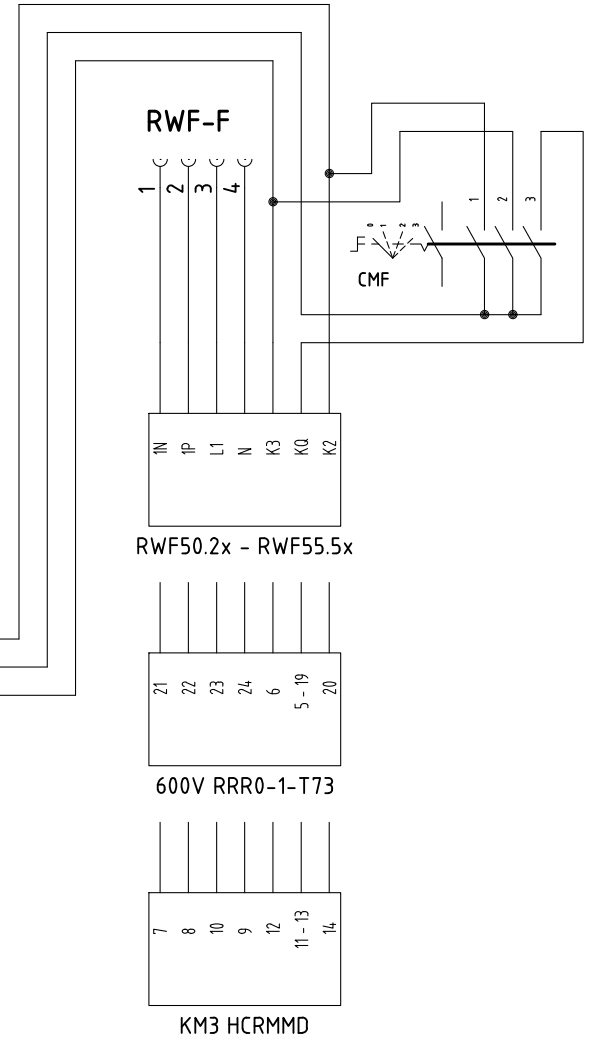 RWF-F
1 2 3 4
1 2 3
0 1 2 3
CMF
1N 1P L1 N K3 KQ K2
RWF50.2x - RWF55.5x
21 22 23 24 6 5 - 19 20
600V RRR0-1-T73
7 8 10 9 12 11 - 13 14
KM3 HCRMMD